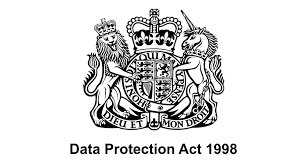 DIEU ET MON DROIT
Data Protection Act 1998